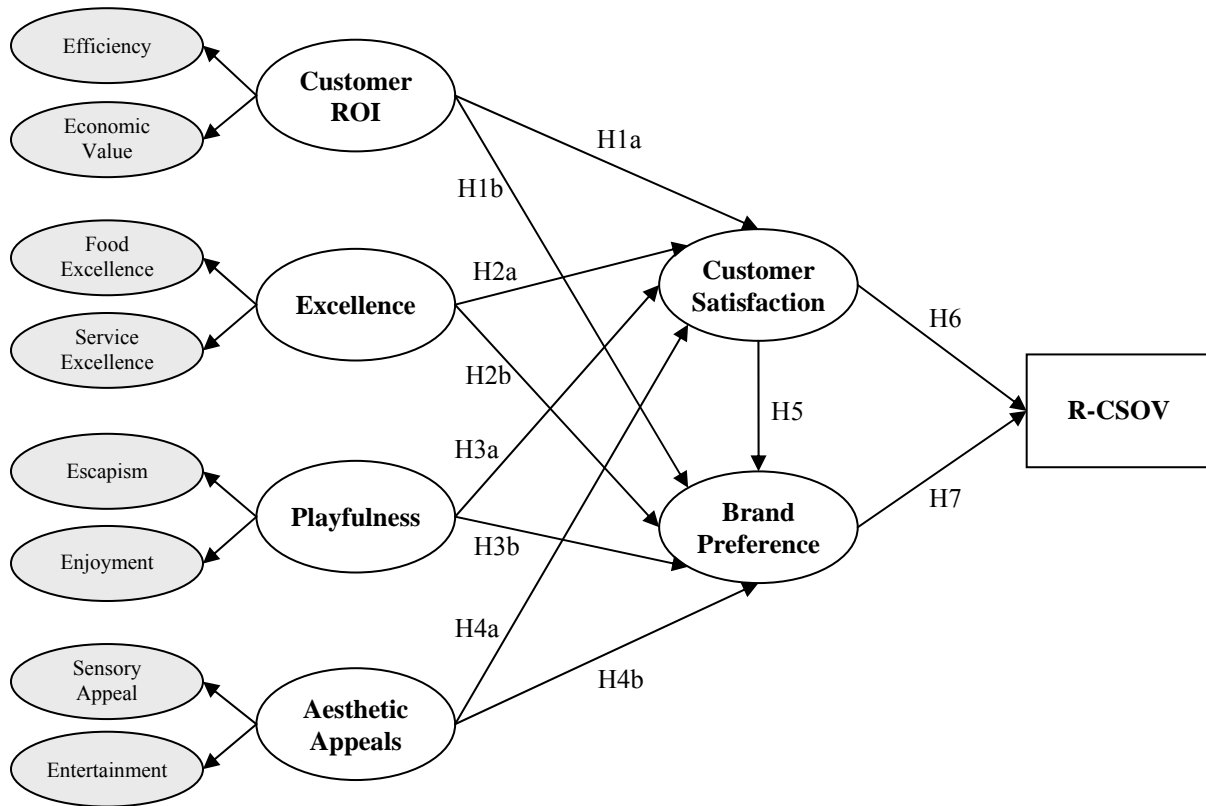 Efficiency
Customer
ROI
Economic
Value
H1a
H1b
Food
Excellence
Excellence
Service
Excellence
H2a
H2b
Customer
Satisfaction
H6
H5
R-CSOV
Escapism
Playfulness
Enjoyment
H3a
H3b
Brand
Preference
H7
Sensory
Appeal
Aesthetic
Appeals
Entertainment
H4a
H4b